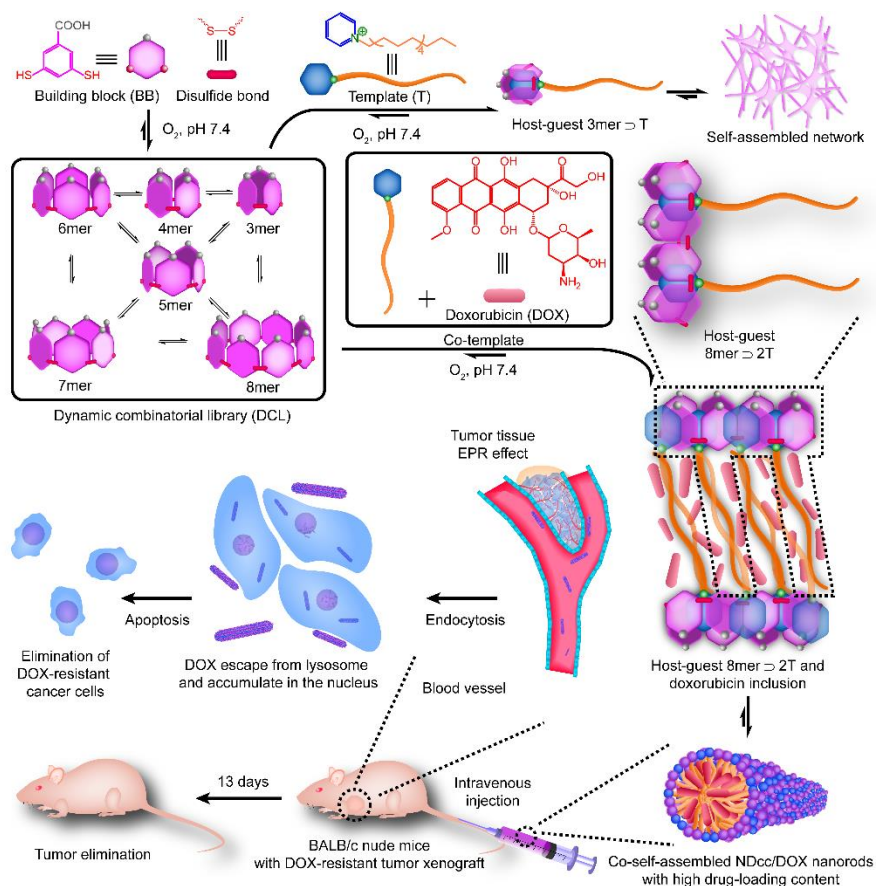 COOH
HS
SH
Building block (BB)
S–S
Disulfide bond
N
⊕
4
Template (T)
O2, pH 7.4
O2, pH 7.4
Host-guest 3mer ⊃ T
Self-assembled network
6mer
4mer
3mer
5mer
7mer
8mer
Dynamic combinatorial library (DCL)
+
O
OH
O
OH
OH
O
O
OH
O
O
OH
NH2
Doxorubicin (DOX)
Co-template
O2, pH 7.4
Host-guest
8mer ⊃ 2T
Tumor tissue
EPR effect
Endocytosis
Blood vessel
DOX escape from lysosome
and accumulate in the nucleus
Apoptosis
Elimination of
DOX-resistant
cancer cells
Host-guest 8mer ⊃ 2T and
doxorubicin inclusion
Tumor elimination
13 days
BALB/c nude mice
with DOX-resistant tumor xenograft
Intravenous
injection
Co-self-assembled NDcc/DOX nanorods
with high drug-loading content